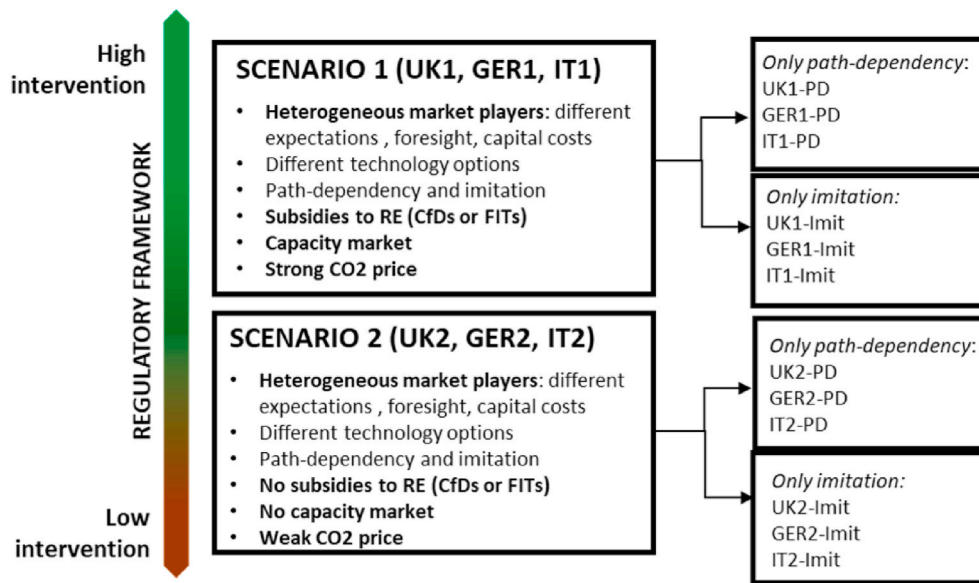 High
intervention
REGULATORY FRAMEWORK
Low
intervention
SCENARIO 1 (UK1, GER1, IT1)
• Heterogeneous market players: different
expectations , foresight, capital costs
• Different technology options
• Path-dependency and imitation
• Subsidies to RE (CfDs or FITs)
• Capacity market
• Strong CO2 price
Only path-dependency:
UK1-PD
GER1-PD
IT1-PD
Only imitation:
UK1-Imit
GER1-Imit
IT1-Imit
SCENARIO 2 (UK2, GER2, IT2)
• Heterogeneous market players: different
expectations , foresight, capital costs
• Different technology options
• Path-dependency and imitation
• No subsidies to RE (CfDs or FITs)
• No capacity market
• Weak CO2 price
Only path-dependency:
UK2-PD
GER2-PD
IT2-PD
Only imitation:
UK2-Imit
GER2-Imit
IT2-Imit